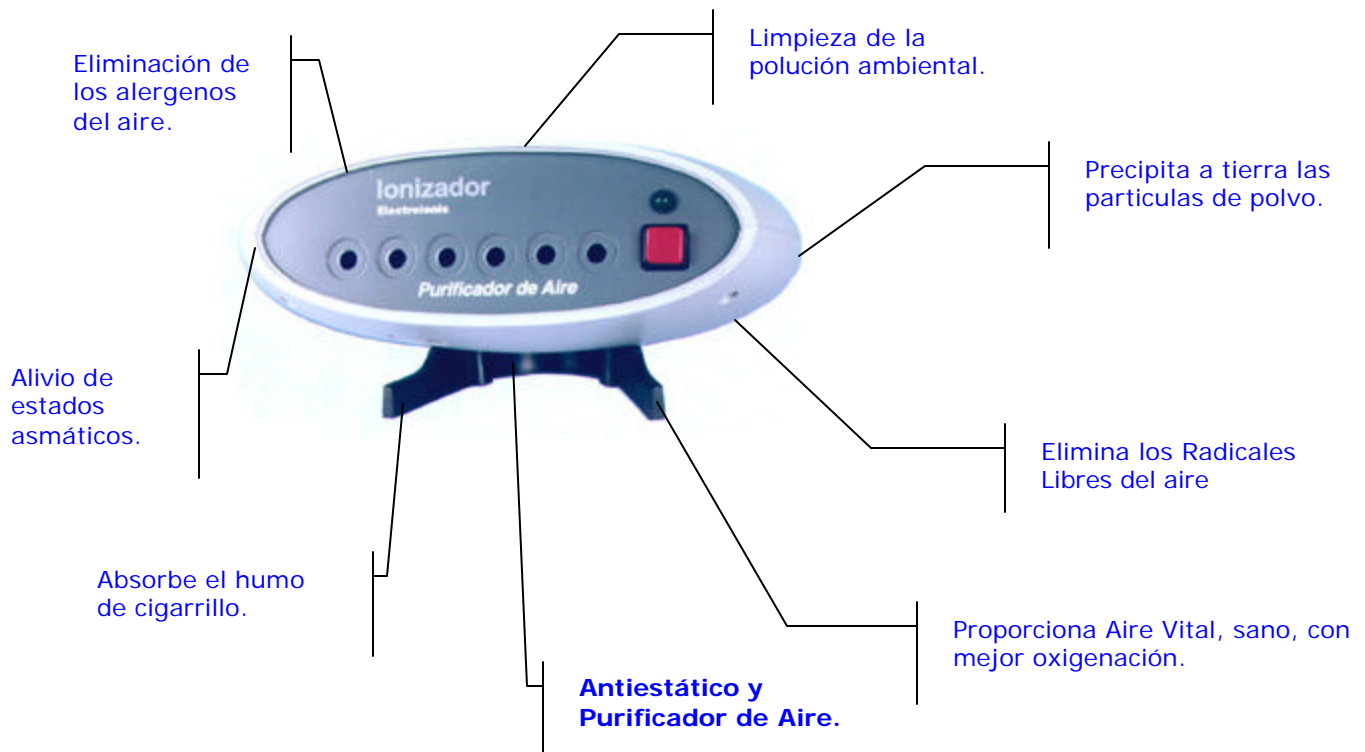 Eliminación de
los alergenos
del aire.
Limpieza de la
polución ambiental.
Precipita a tierra las
particulas de polvo.
Ionizador
Electroionic
Purificador de Aire
Alivio de
estados
asmáticos.
Elimina los Radicales
Libres del aire
Absorbe el humo
de cigarrillo.
Proporciona Aire Vital, sano, con
mejor oxigenación.
Antiestático y
Purificador de Aire.